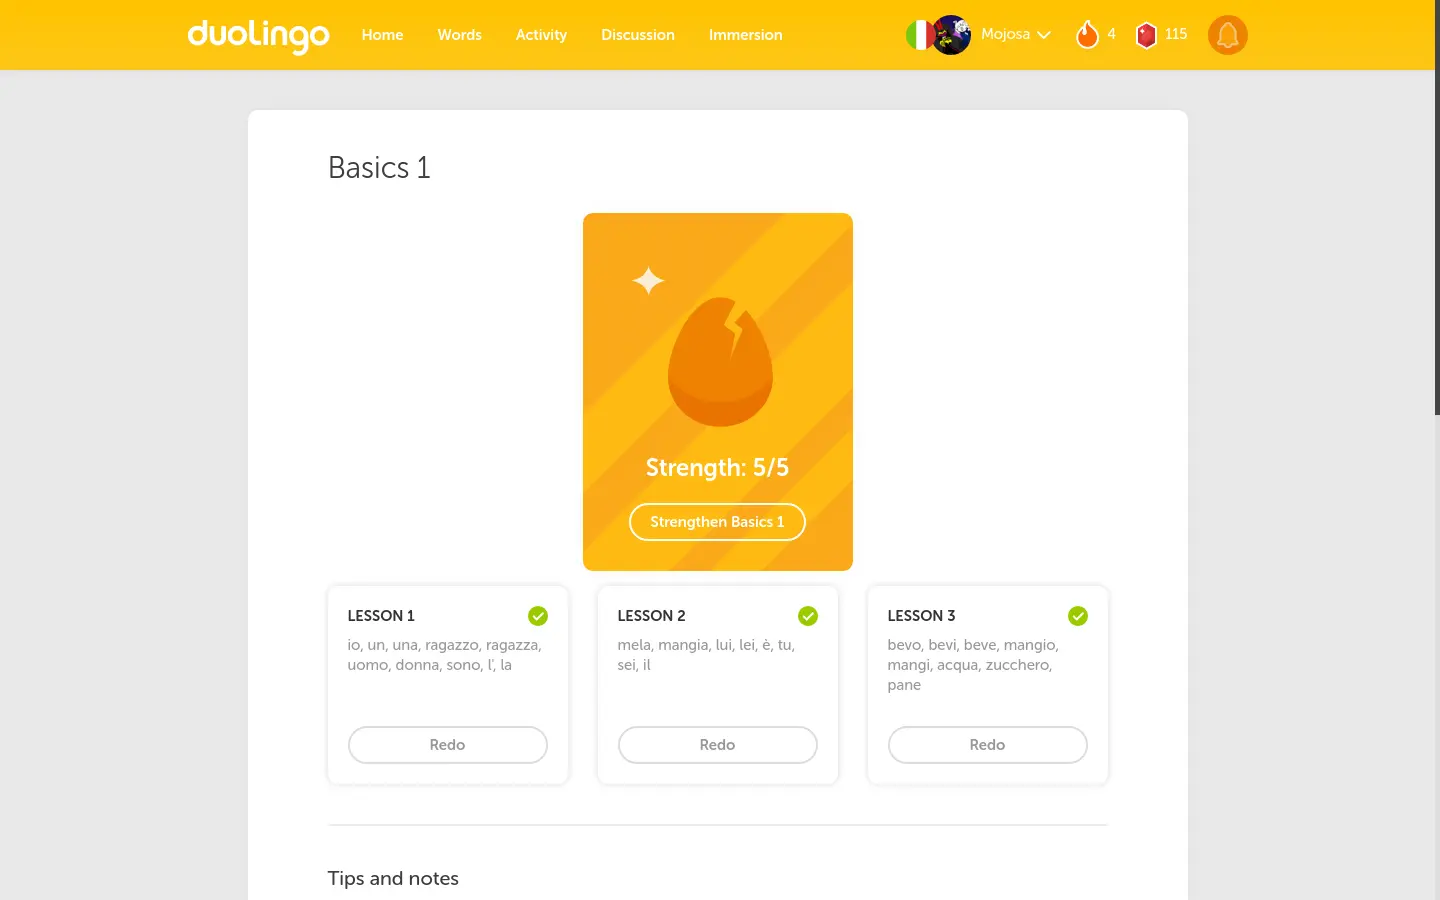 duolingo
Home Words Activity Discussion Immersion
Mojosa 4 115
Basics 1
Strength: 5/5
Strengthen Basics 1
LESSON 1
io, un, una, ragazzo, ragazza,
uomo, donna, sono, l', la
Redo
LESSON 2
mela, mangia, lui, lei, è, tu,
sei, il
Redo
LESSON 3
bevo, bevi, beve, mangio,
mangi, acqua, zucchero,
pane
Redo
Tips and notes